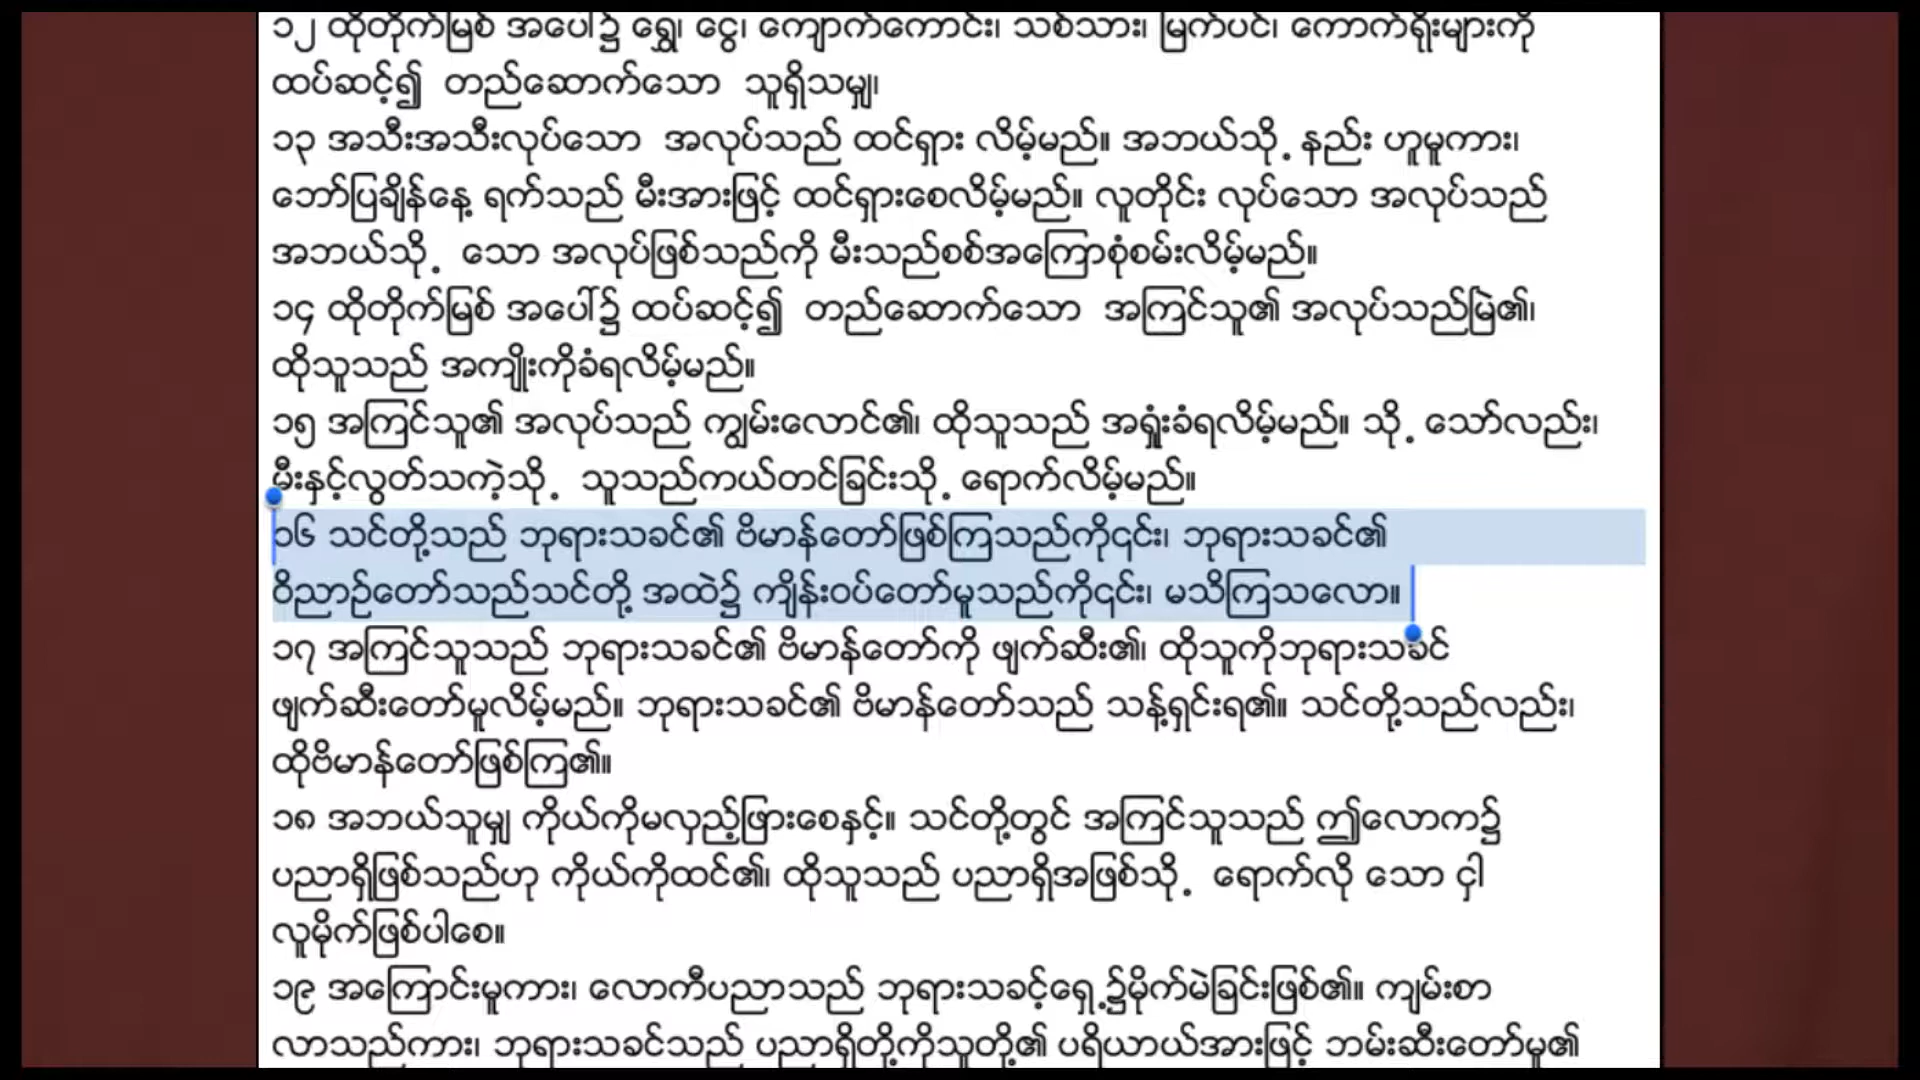 ၁၂ ထိုတိုက်မြစ် အပေါ်၌ ရွှေ၊ ငွေ၊ ကျောက်ကောင်း၊ သစ်သား၊ မြက်ပင်၊ ကောက်ရိုးများကို
ထပ်ဆင့်၍ တည်ဆောက်သော သူရှိသမျှ၊
၁၃ အသီးအသီးလုပ်သော အလုပ်သည် ထင်ရှား လိမ့်မည်။ အဘယ်သို့ နည်း ဟူမူကား၊
ဘော်ပြချိန်နေ့ ရက်သည် မီးအားဖြင့် ထင်ရှားစေလိမ့်မည်။ လူတိုင်း လုပ်သော အလုပ်သည်
အဘယ်သို့ သော အလုပ်ဖြစ်သည်ကို မီးသည်စစ်အကြောစုံစမ်းလိမ့်မည်။
၁၄ ထိုတိုက်မြစ် အပေါ်၌ ထပ်ဆင့်၍ တည်ဆောက်သော အကြင်သူ၏ အလုပ်သည်မြဲ၏၊
ထိုသူသည် အကျိုးကိုခံရလိမ့်မည်။
၁၅ အကြင်သူ၏ အလုပ်သည် ကျွမ်းလောင်၏၊ ထိုသူသည် အရှုံးခံရလိမ့်မည်။ သို့ သော်လည်း၊
မီးနှင့်လွတ်သကဲ့သို့ သူသည်ကယ်တင်ခြင်းသို့ ရောက်လိမ့်မည်။
၁၆ သင်တို့သည် ဘုရားသခင်၏ ဗိမာန်တော်ဖြစ်ကြသည်ကို၎င်း၊ ဘုရားသခင်၏
ဝိညာဉ်တော်သည်သင်တို့ အထဲ၌ ကျိန်းဝပ်တော်မူသည်ကို၎င်း၊ မသိကြသလော။
၁၇ အကြင်သူသည် ဘုရားသခင်၏ ဗိမာန်တော်ကို ဖျက်ဆီး၏၊ ထိုသူကိုဘုရားသခင်
ဖျက်ဆီးတော်မူလိမ့်မည်။ ဘုရားသခင်၏ ဗိမာန်တော်သည် သန့်ရှင်းရ၏။ သင်တို့သည်လည်း၊
ထိုဗိမာန်တော်ဖြစ်ကြ၏။
၁၈ အဘယ်သူမျှ ကိုယ်ကိုမလှည့်ဖြားစေနှင့်။ သင်တို့တွင် အကြင်သူသည် ဤလောက၌
ပညာရှိဖြစ်သည်ဟု ကိုယ်ကိုထင်၏၊ ထိုသူသည် ပညာရှိအဖြစ်သို့ ရောက်လို သော ငှါ
လူမိုက်ဖြစ်ပါစေ။
၁၉ အကြောင်းမူကား၊ လောကီပညာသည် ဘုရားသခင့်ရှေ့၌မိုက်မဲခြင်းဖြစ်၏။ ကျမ်းစာ
လာသည်ကား၊ ဘုရားသခင်သည် ပညာရှိတို့ကိုသူတို့၏ ပရိယာယ်အားဖြင့် ဘမ်းဆီးတော်မူ၏